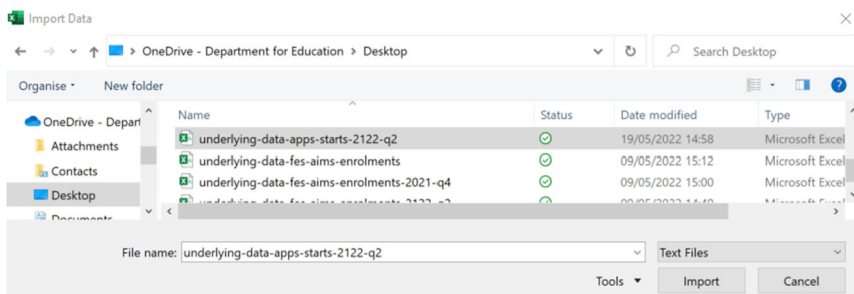 Import Data
OneDrive - Department for Education > Desktop
Search Desktop
Organise
New folder
Name Status Date modified Type
OneDrive - Depart
underlying-data-apps-starts-2122-q2 19/05/2022 14:58 Microsoft Excel
Attachments
underlying-data-fes-aims-enrolments 09/05/2022 15:12 Microsoft Excel
Contacts
underlying-data-fes-aims-enrolments-2021-q4 09/05/2022 15:00 Microsoft Excel
Desktop
Documents
File name: underlying-data-apps-starts-2122-q2 Text Files
Tools Import Cancel